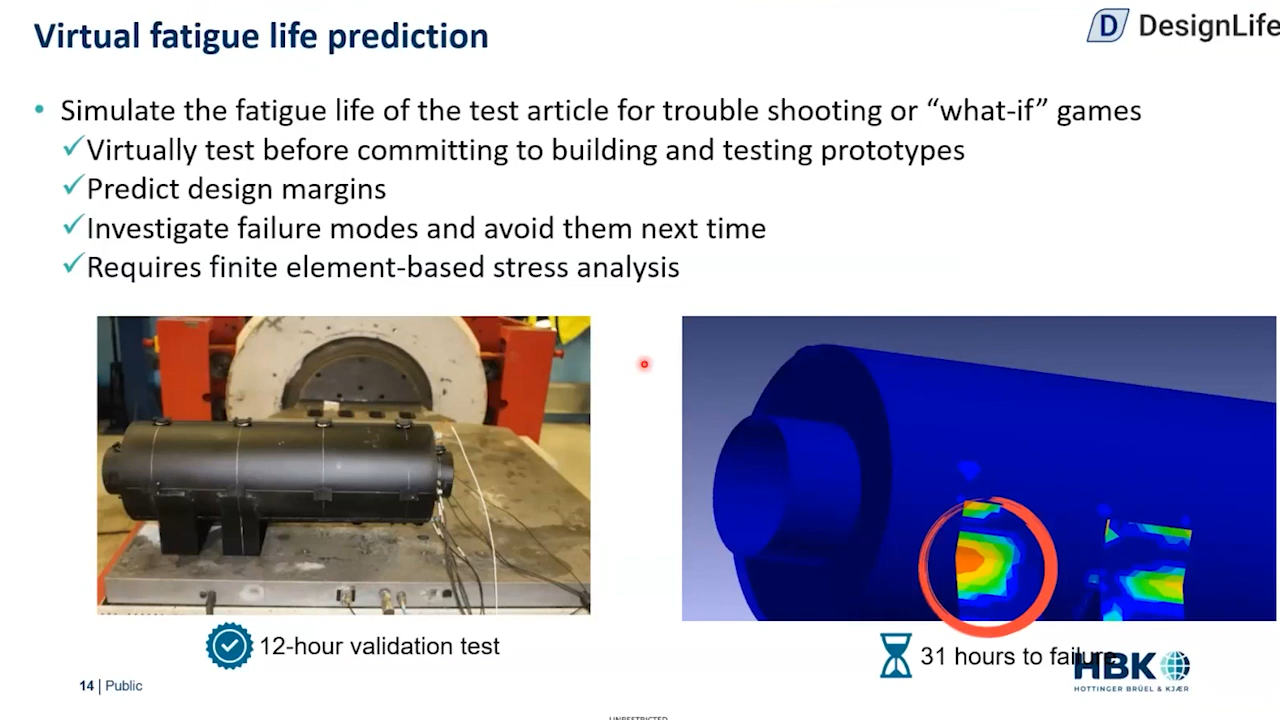 Virtual fatigue life prediction
D DesignLife
• Simulate the fatigue life of the test article for trouble shooting or “what-if” games
✓Virtually test before committing to building and testing prototypes
✓Predict design margins
✓Investigate failure modes and avoid them next time
✓Requires finite element-based stress analysis
12-hour validation test
31 hours to failure
HBK
HOTTINGER BRÜEL & KJÆR
14 | Public
UNRESTRICTED